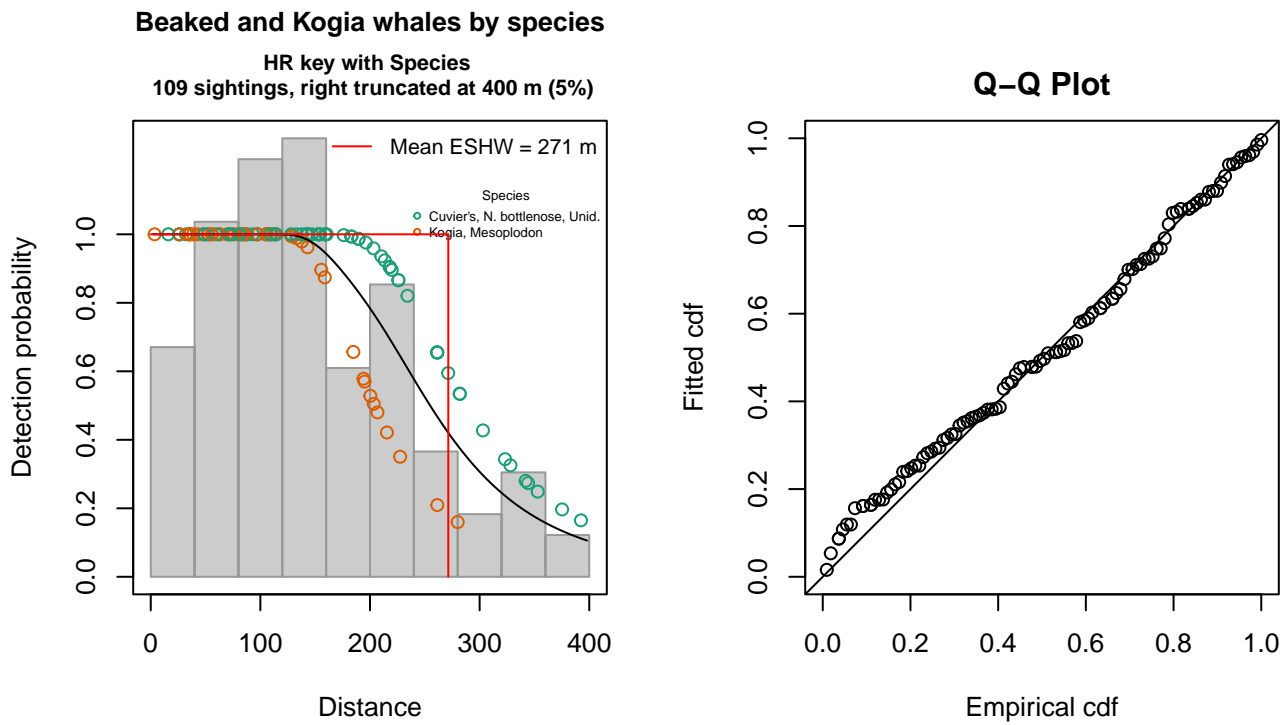 Beaked and Kogia whales by species
HR key with Species
109 sightings, right truncated at 400 m (5%)
Mean ESHW = 271 m
Species
Cuvier's, N. bottlenose, Unid.
Kogia, Mesoplodon
Detection probability
0.0
0.2
0.4
0.6
0.8
1.0
0 100 200 300 400
Distance
Q−Q Plot
Fitted cdf
0.0
0.2
0.4
0.6
0.8
1.0
0.0 0.2 0.4 0.6 0.8 1.0
Empirical cdf